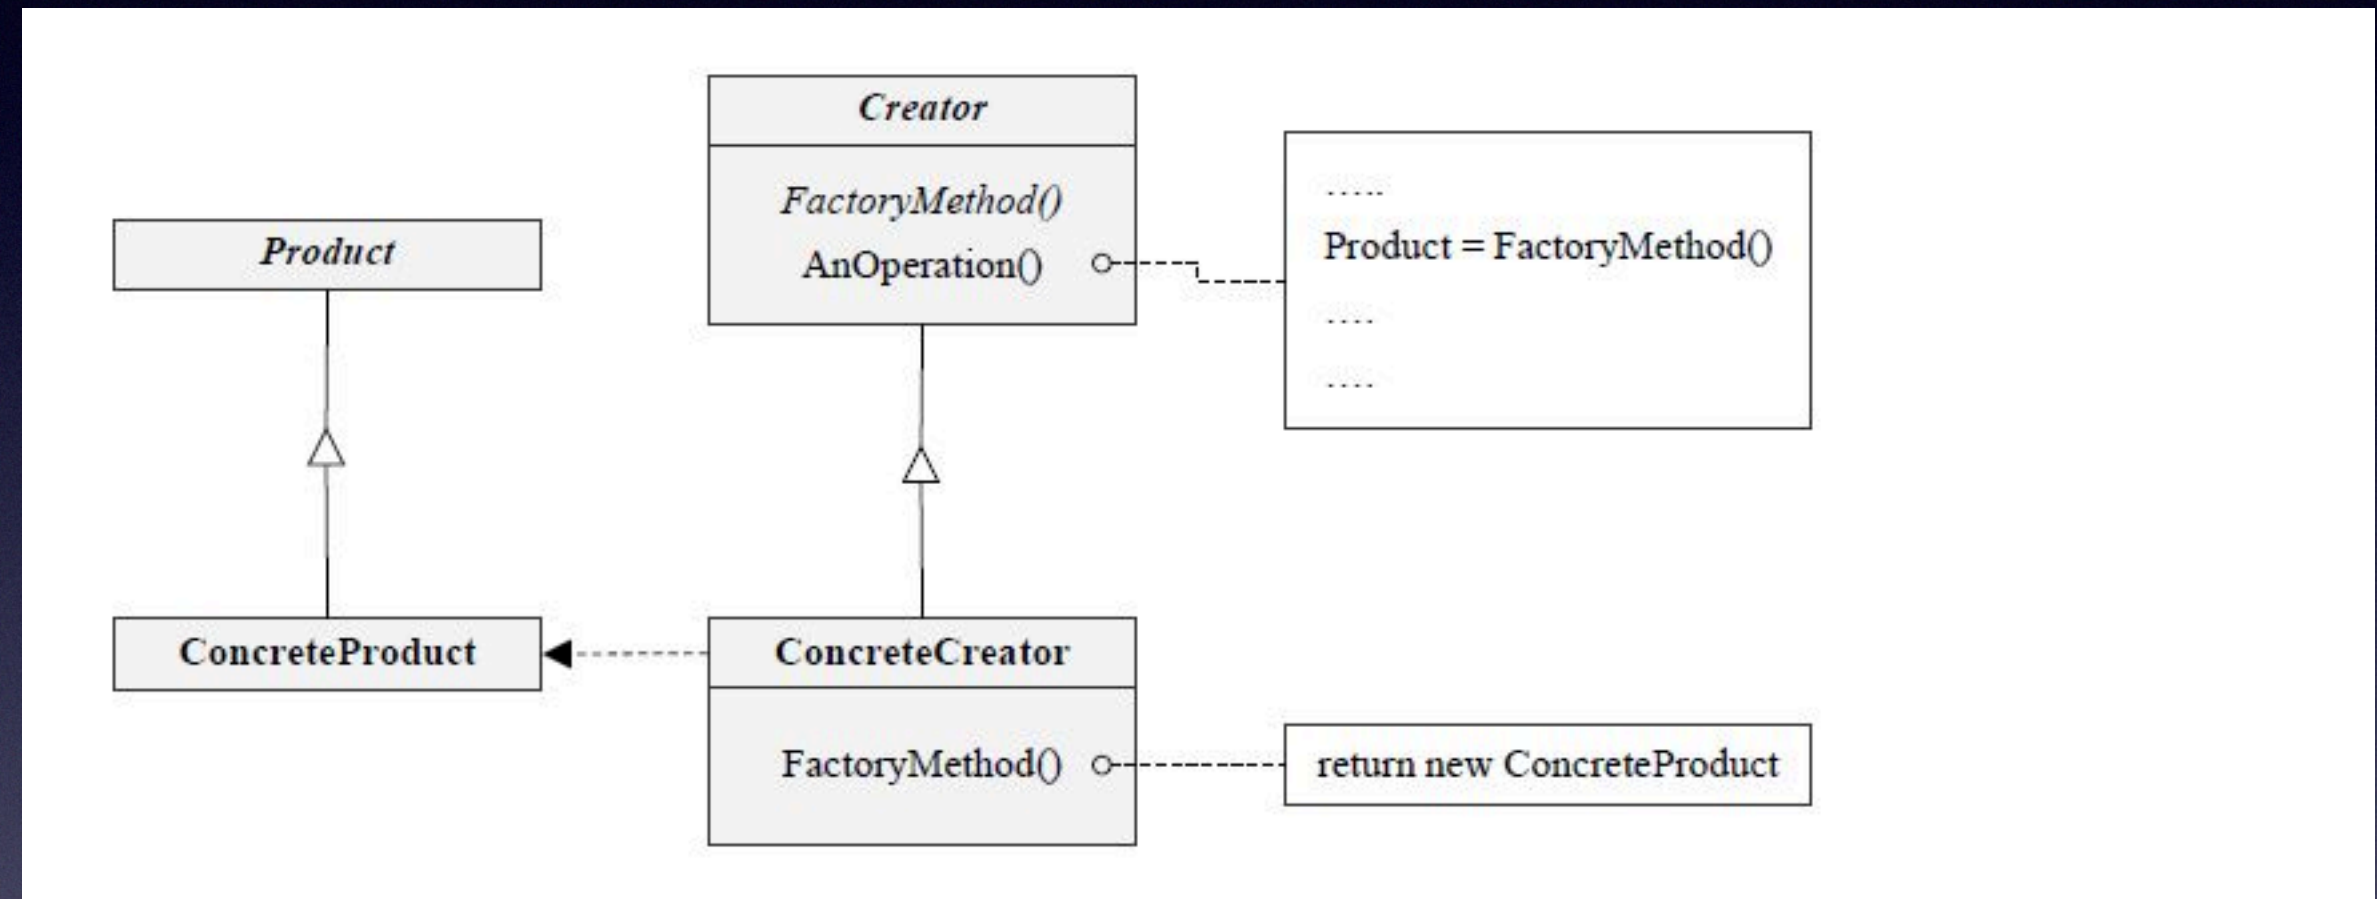 Creator
FactoryMethod()
AnOperation()
.....
Product = FactoryMethod()
....
....
Product
ConcreteProduct
ConcreteCreator
FactoryMethod()
return new ConcreteProduct